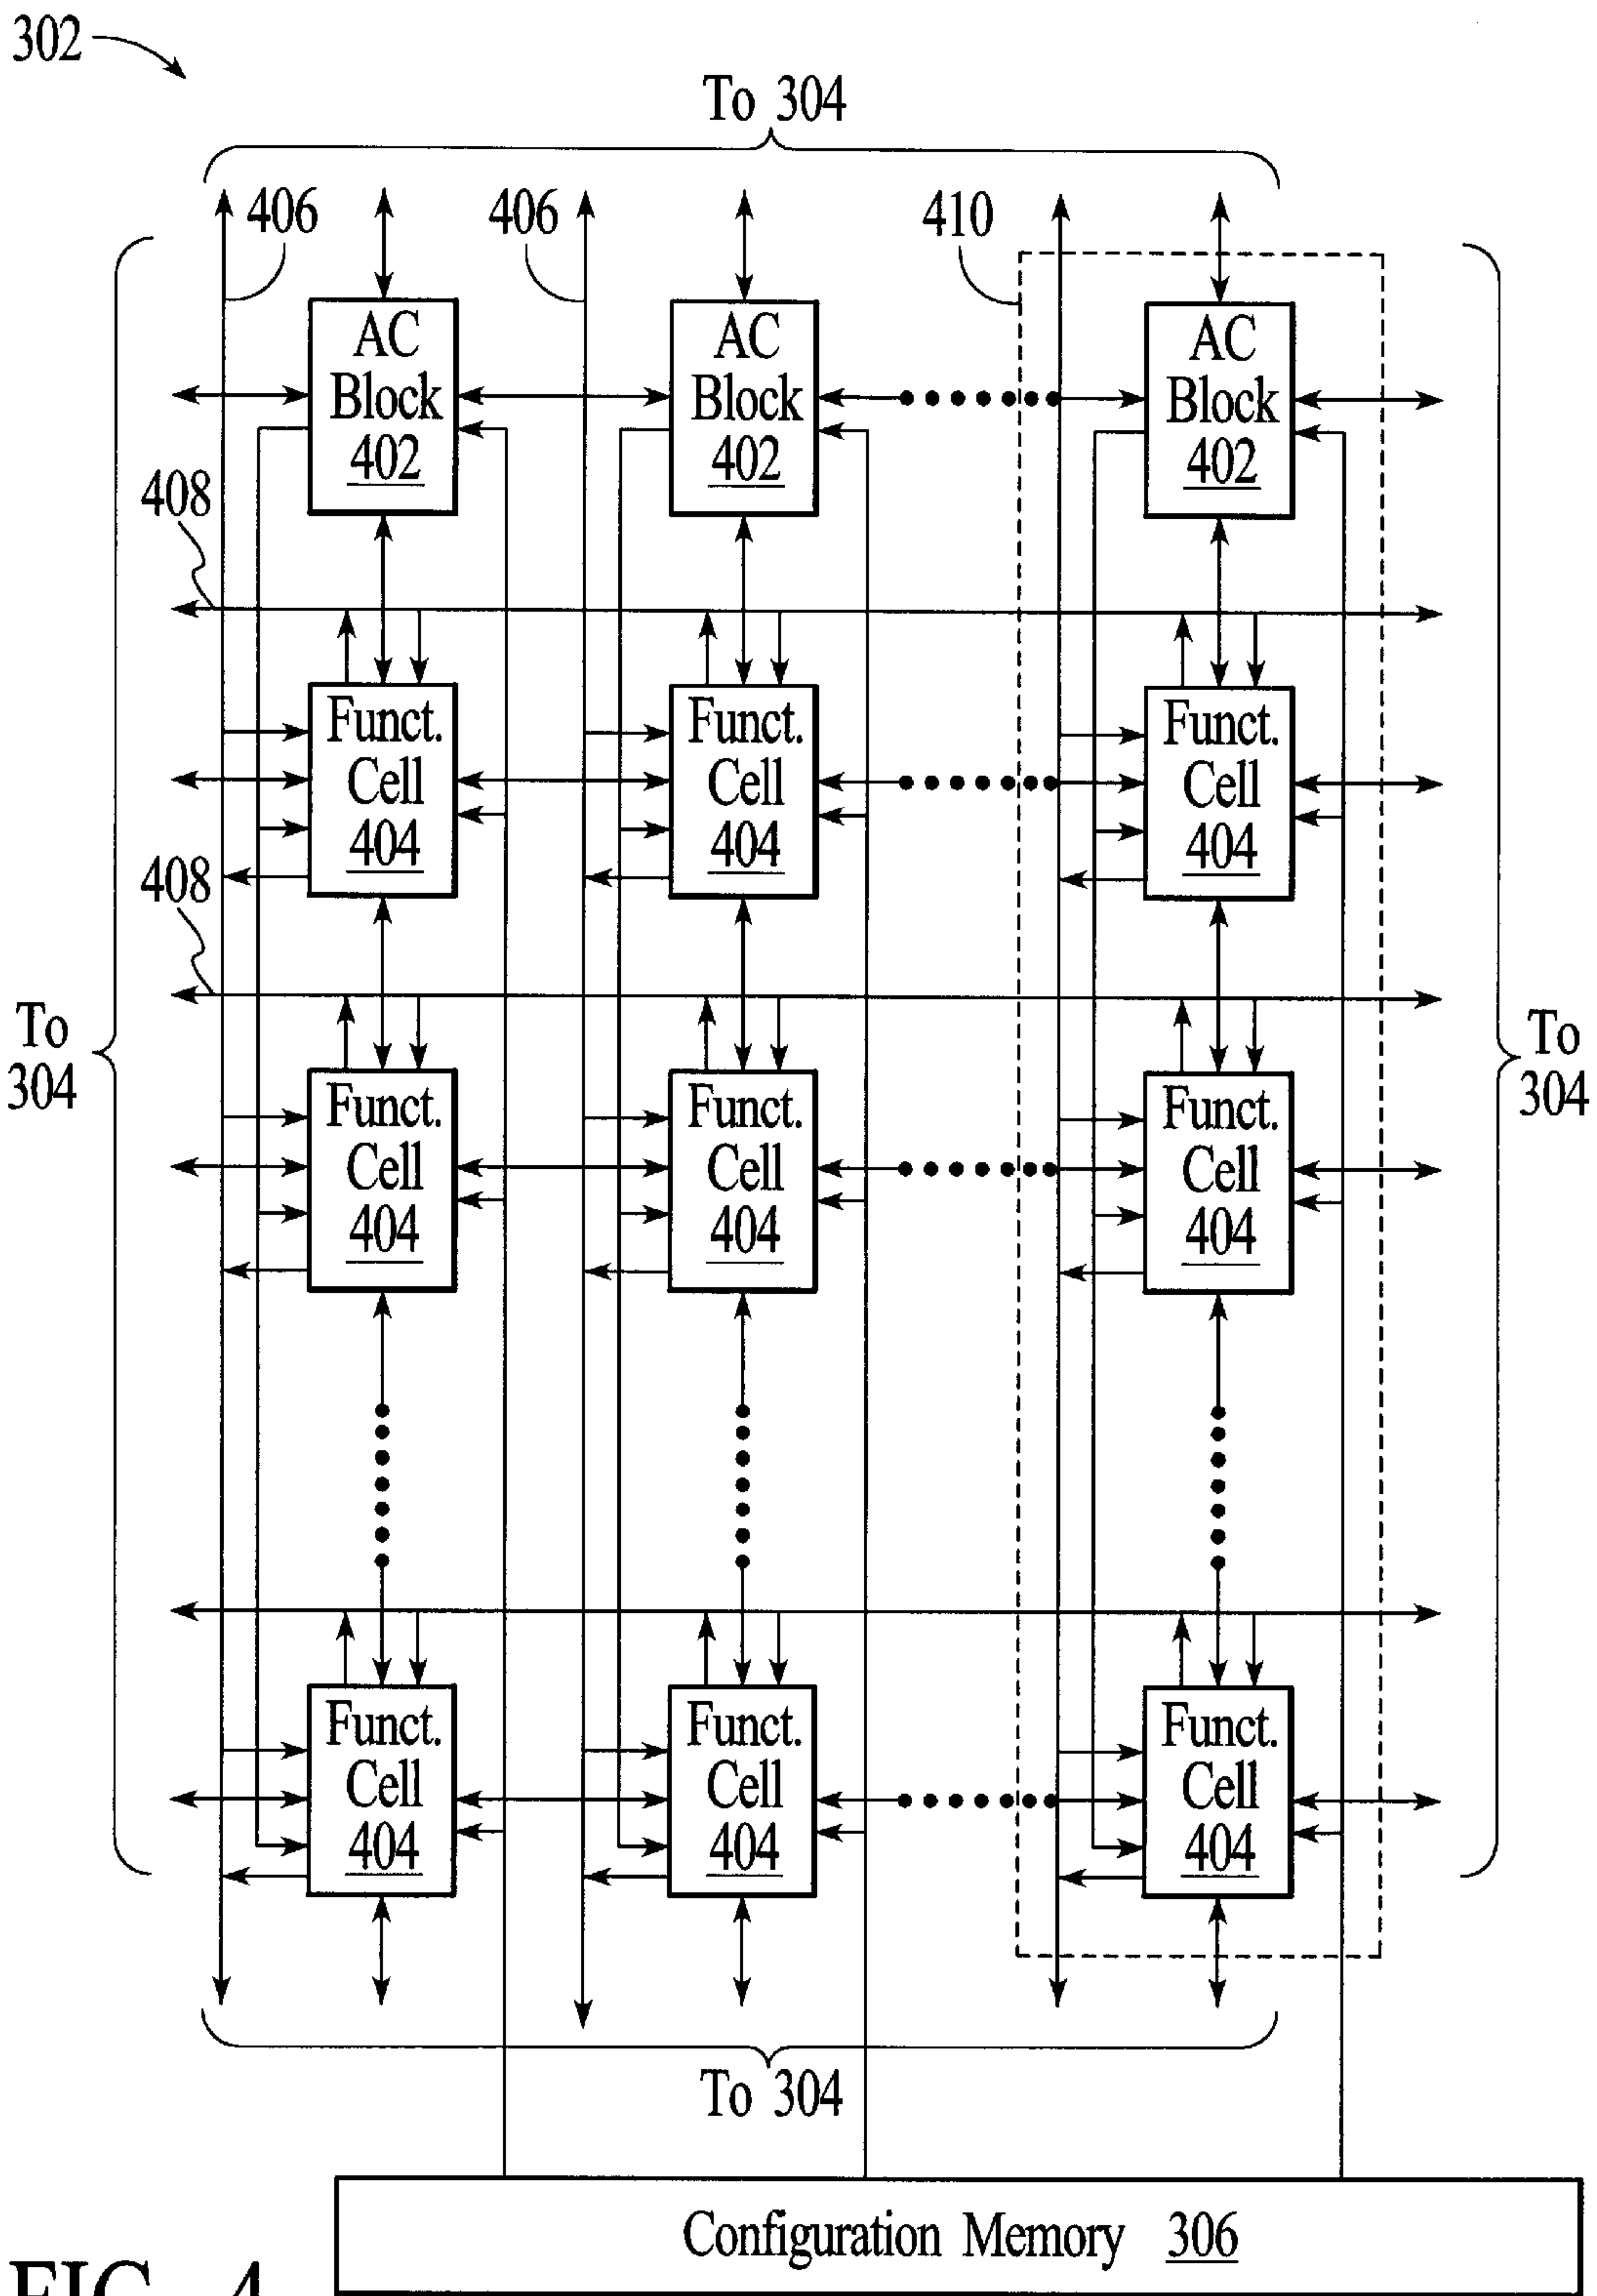 302
To 304
406
406
410
AC
Block
402
AC
Block
402
AC
Block
402
408
Funct.
Cell
404
Funct.
Cell
404
Funct.
Cell
404
408
To
304
To
304
Funct.
Cell
404
Funct.
Cell
404
Funct.
Cell
404
Funct.
Cell
404
Funct.
Cell
404
Funct.
Cell
404
To 304
Configuration Memory 306
FIG. 4